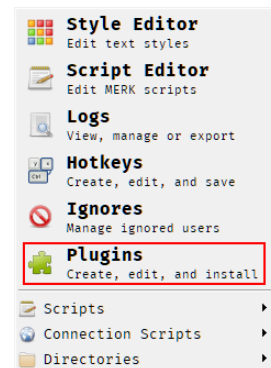 Style Editor
Edit text styles
Script Editor
Edit MERK scripts
Logs
View, manage or export
Hotkeys
Create, edit, and save
Ignores
Manage ignored users
Plugins
Create, edit, and install
Scripts
Connection Scripts
Directories